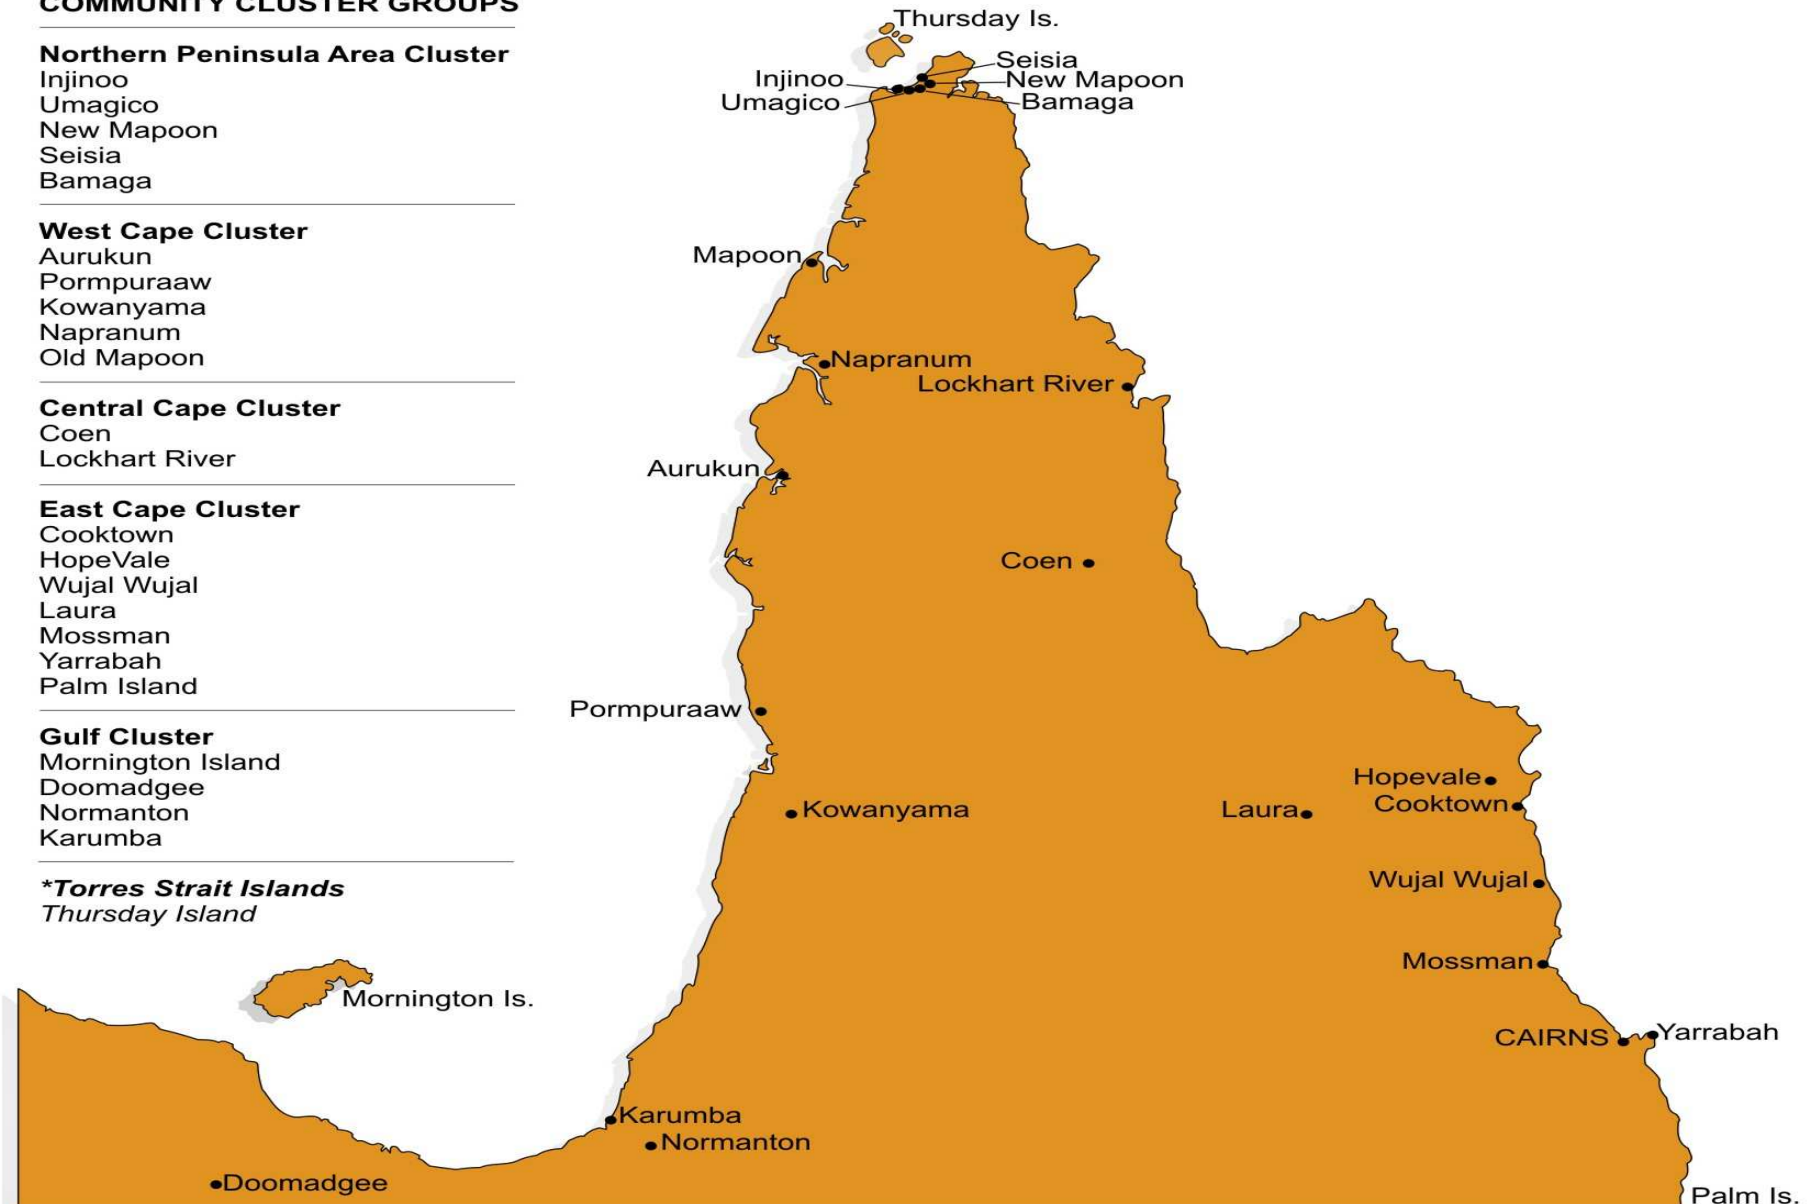 COMMUNITY CLUSTER GROUPS
Northern Peninsula Area Cluster
Injinoo
Umagico
New Mapoon
Seisia
Bamaga
West Cape Cluster
Aurukun
Pormpuraaw
Kowanyama
Napranum
Old Mapoon
Central Cape Cluster
Coen
Lockhart River
East Cape Cluster
Cooktown
HopeVale
Wujal Wujal
Laura
Mossman
Yarrabah
Palm Island
Gulf Cluster
Mornington Island
Doomadgee
Normanton
Karumba
*Torres Strait Islands
Thursday Island
Thursday Is.
Seisia
Injinoo
New Mapoon
Umagico
Bamaga
Mapoon
Napranum
Lockhart River
Aurukun
Coen
Pormpuraaw
Hopevale
Cooktown
Kowanyama
Laura
Wujal Wujal
Mossman
Mornington Is.
CAIRNS
Yarrabah
Karumba
Normanton
Doomadgee
Palm Is.